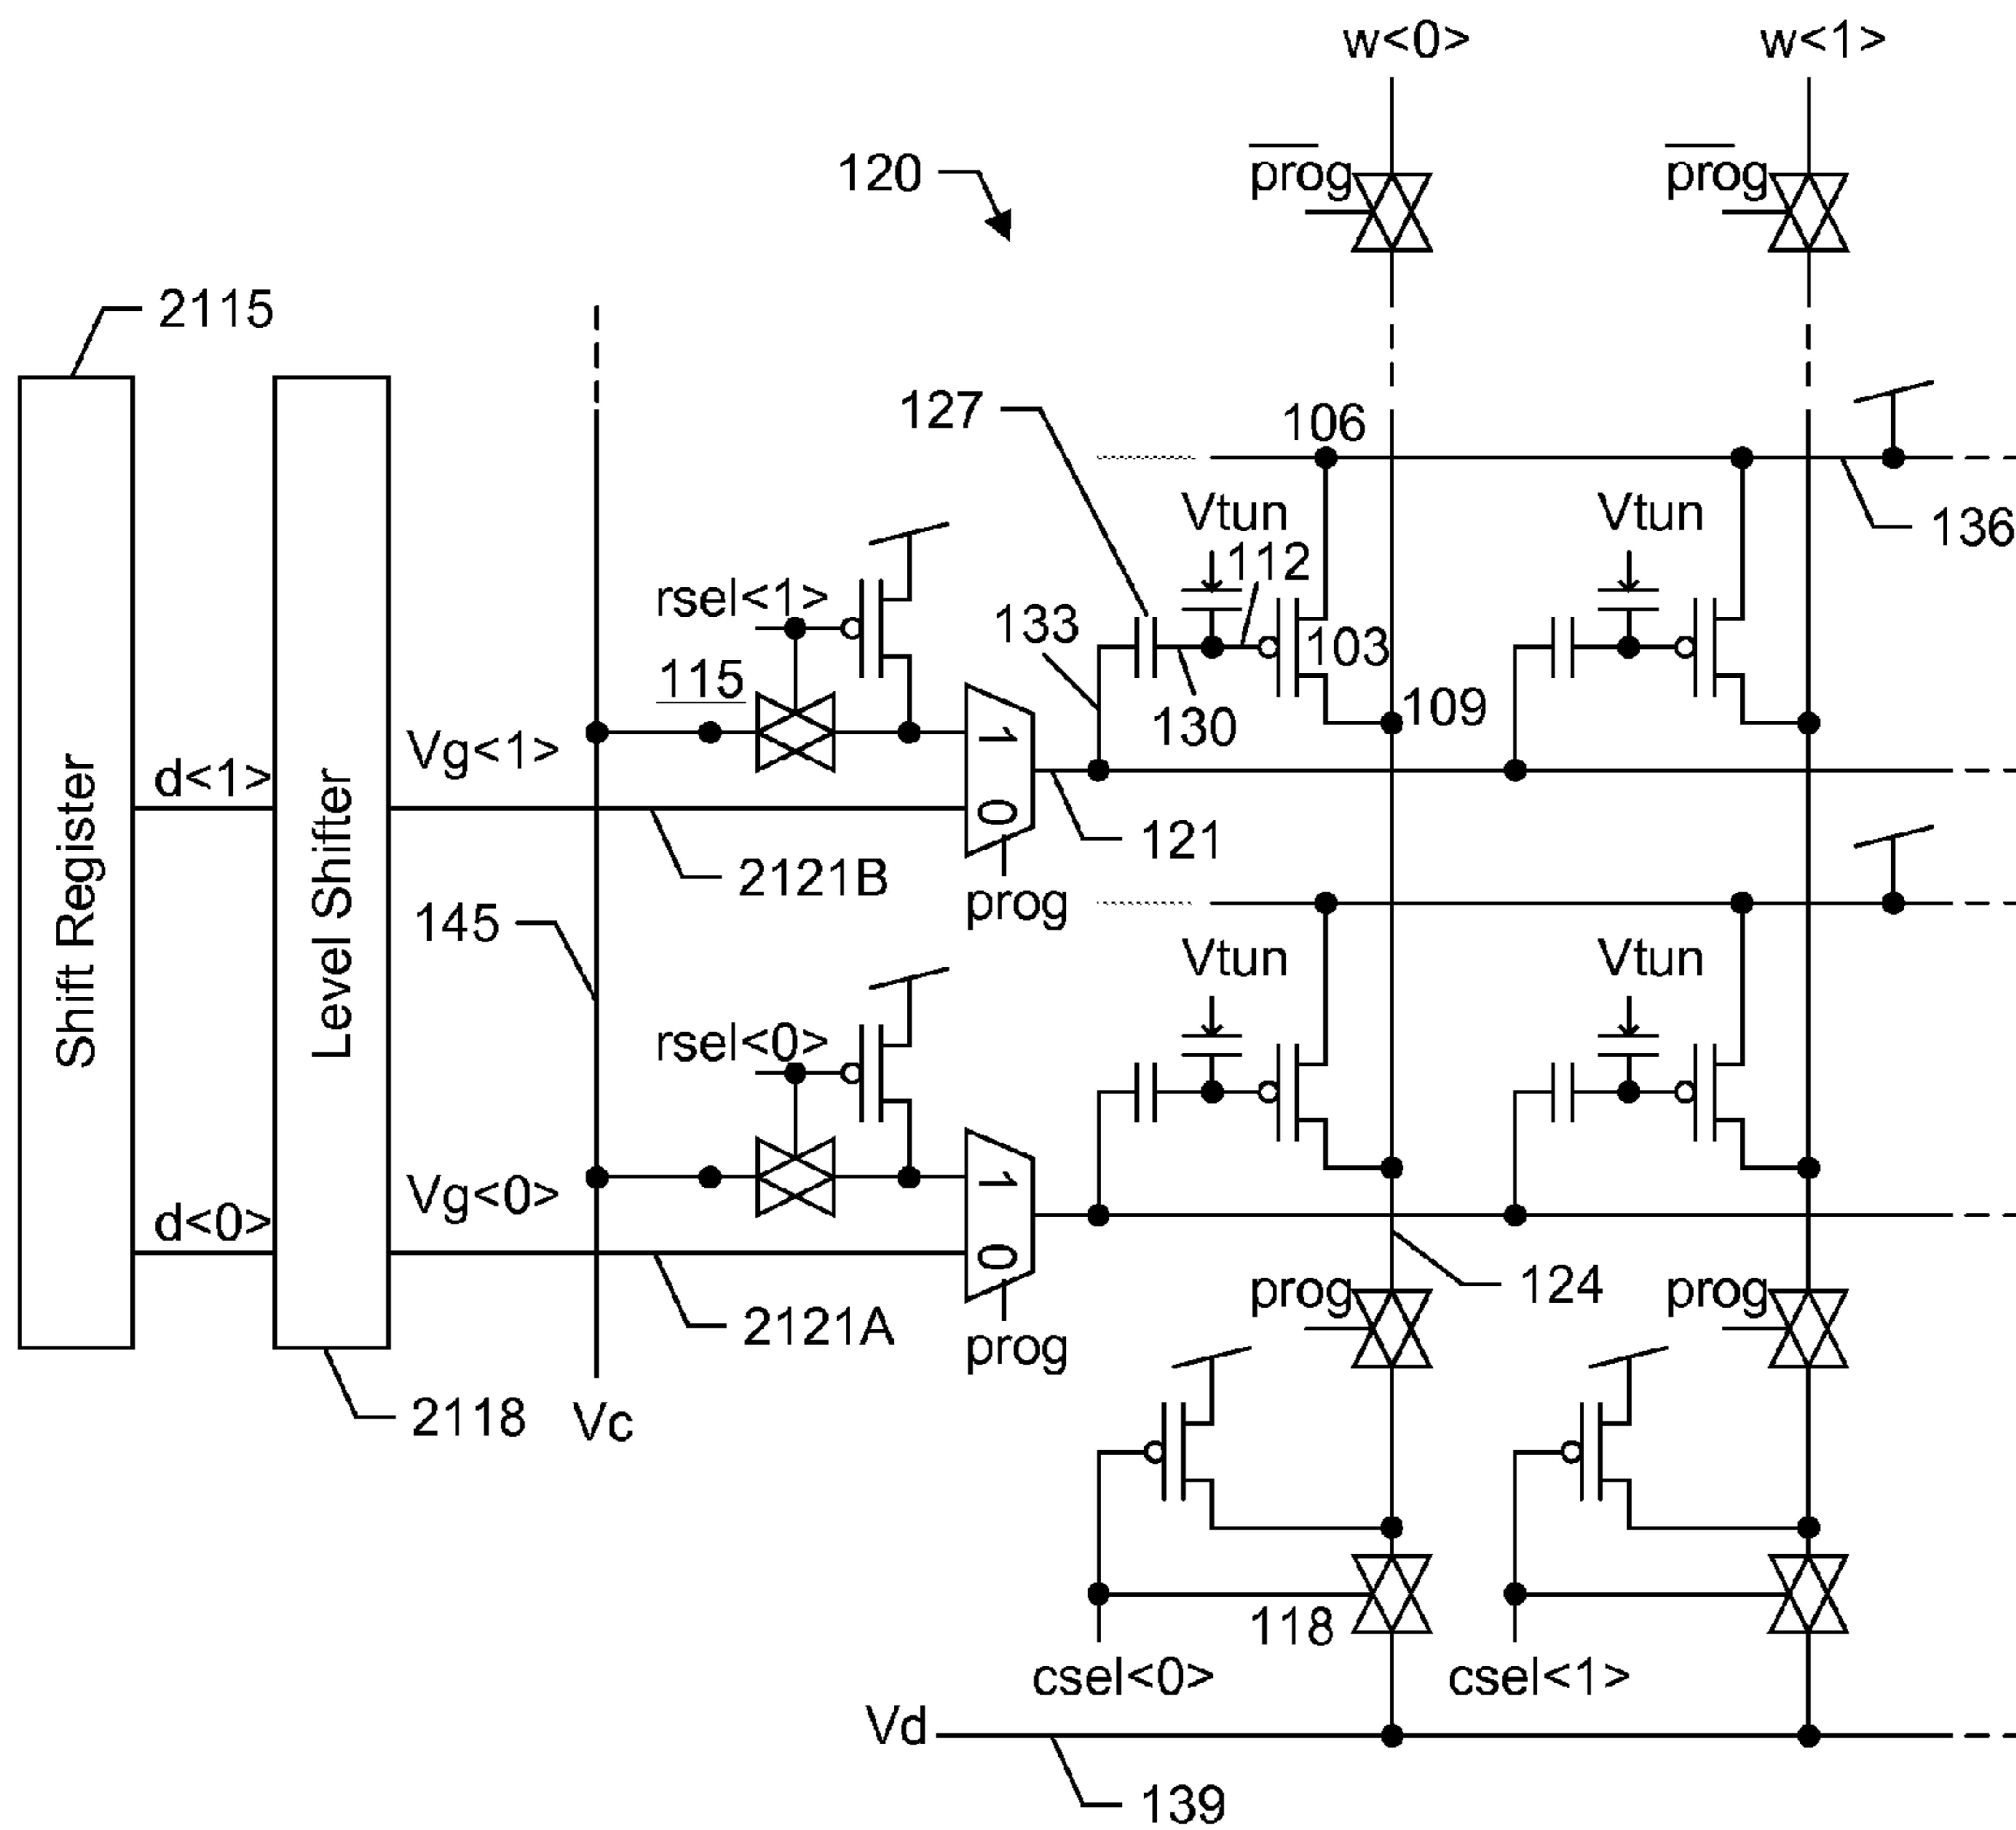 w<0>
w<1>
prog
prog
120
2115
127
106
Vtun
Vtun
136
112
rsel<1>
133
103
115
130
109
Vg<1>
1
d<1>
0
121
2121B
prog
145
Vtun
Vtun
Shift Register
Level Shifter
rsel<0>
Vg<0>
1
d<0>
0
prog
prog
124
2121A
prog
2118
Vc
118
csel<0>
csel<1>
Vd
139